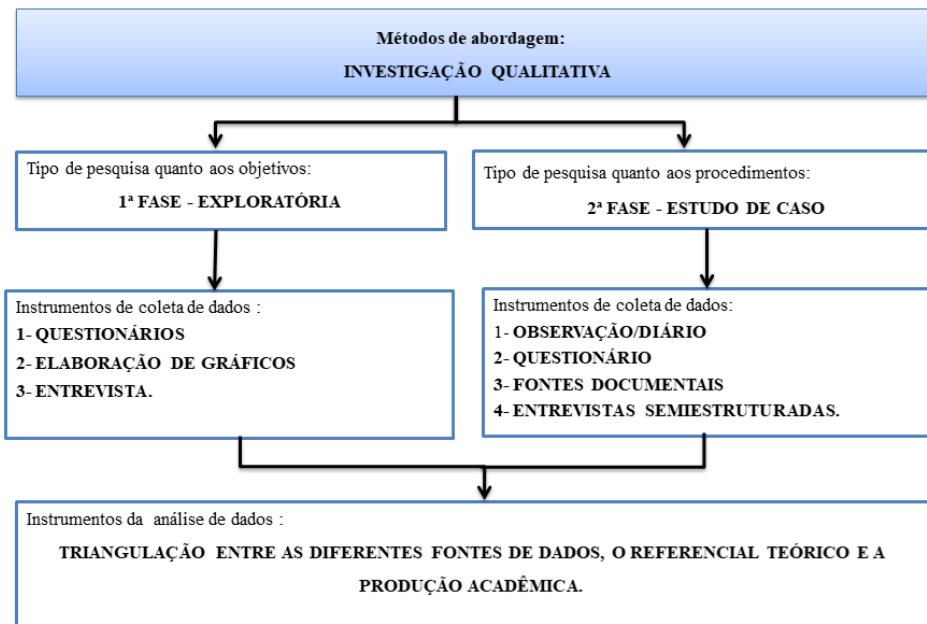 Métodos de abordagem:
INVESTIGAÇÃO QUALITATIVA
Tipo de pesquisa quanto aos objetivos:
1ª FASE - EXPLORATÓRIA
Tipo de pesquisa quanto aos procedimentos:
2ª FASE - ESTUDO DE CASO
Instrumentos de coleta de dados :
1- QUESTIONÁRIOS
2- ELABORAÇÃO DE GRÁFICOS
3- ENTREVISTA.
Instrumentos de coleta de dados:
1- OBSERVAÇÃO/DIÁRIO
2- QUESTIONÁRIO
3- FONTES DOCUMENTAIS
4- ENTREVISTAS SEMIESTRUTURADAS.
Instrumentos da análise de dados :
TRIANGULAÇÃO ENTRE AS DIFERENTES FONTES DE DADOS, O REFERENCIAL TEÓRICO E A
PRODUÇÃO ACADÊMICA.